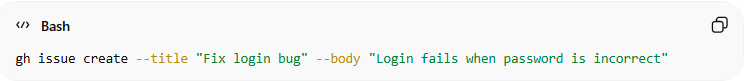 Bash
gh issue create --title "Fix login bug" --body "Login fails when password is incorrect"